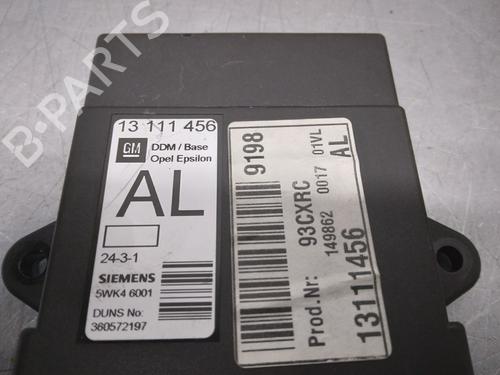 13 111 456
GM
DDM / Base
Opel Epsilon
AL
24-3-1
SIEMENS
5WK4 6001
DUNS No:
360572197
9198
Prod.Nr: 93CXRC
149862 0017 01VL
13111456 AL
B-PARTS